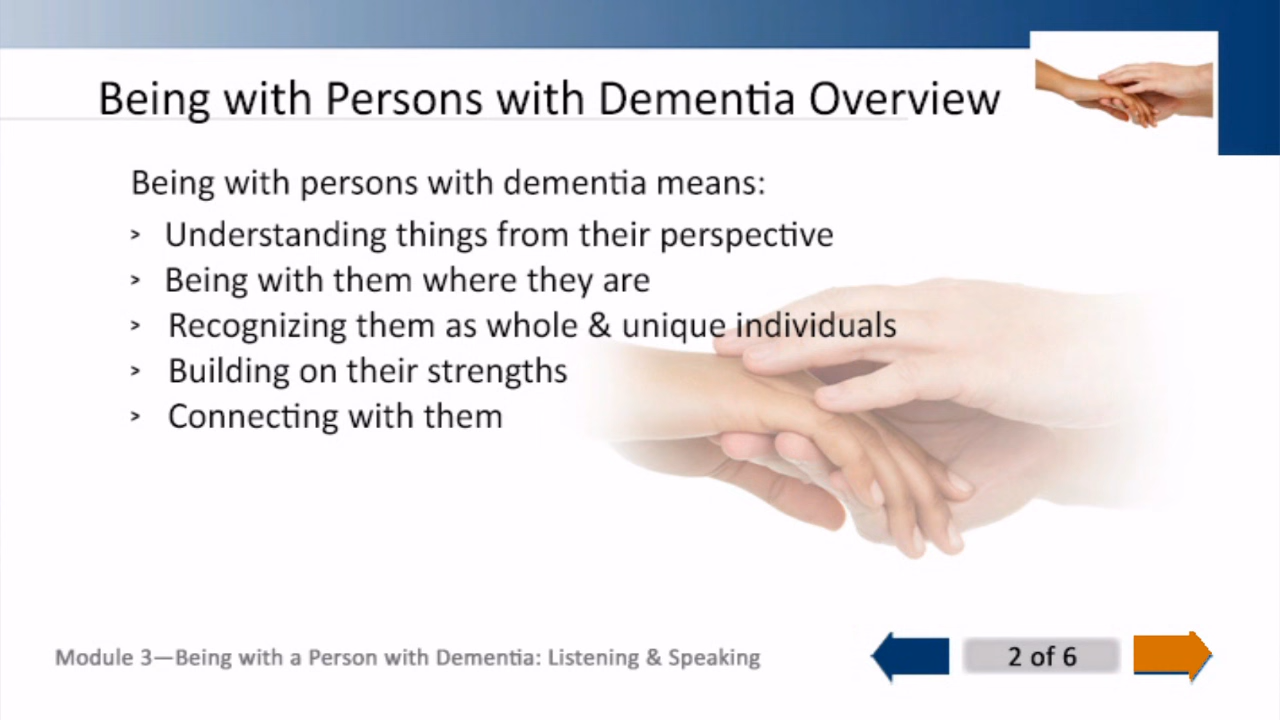 Being with Persons with Dementia Overview
Being with persons with dementia means:
> Understanding things from their perspective
> Being with them where they are
> Recognizing them as whole & unique individuals
> Building on their strengths
> Connecting with them
Module 3—Being with a Person with Dementia: Listening & Speaking
2 of 6